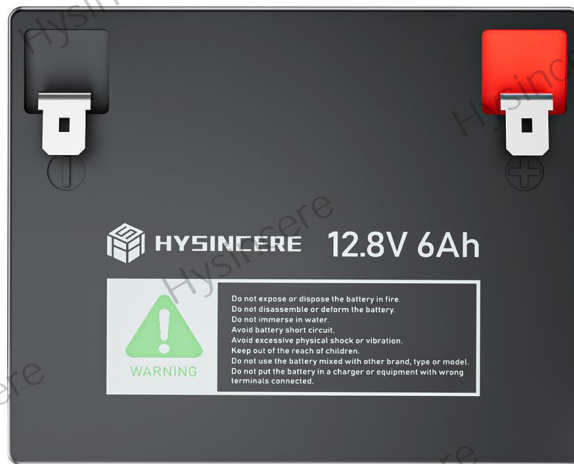 Hysincere
Hysincere
HYSINCERE 12.8V 6Ah
Hysincere
WARNING
Do not expose or dispose the battery in fire.
Do not disassemble or deform the battery.
Do not immerse in water.
Avoid battery short circuit.
Avoid excessive physical shock or vibration.
Keep out of the reach of children.
Do not use the battery mixed with other brand, type or model.
Do not put the battery in a charger or equipment with wrong
terminals connected.